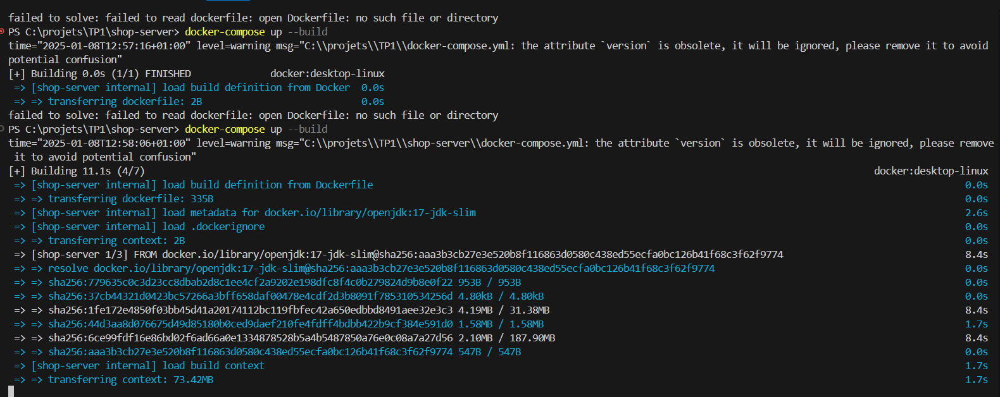 failed to solve: failed to read dockerfile: open Dockerfile: no such file or directory
PS C:\projets\TP1\shop-server> docker-compose up --build
time="2025-01-08T12:57:16+01:00" level=warning msg="C:\\projets\\TP1\\docker-compose.yml: the attribute `version` is obsolete, it will be ignored, please remove it to avoid
potential confusion"
[+] Building 0.0s (1/1) FINISHED docker:desktop-linux
=> [shop-server internal] load build definition from Docker 0.0s
=> => transferring dockerfile: 2B 0.0s
failed to solve: failed to read dockerfile: open Dockerfile: no such file or directory
PS C:\projets\TP1\shop-server> docker-compose up --build
time="2025-01-08T12:58:06+01:00" level=warning msg="C:\\projets\\TP1\\shop-server\\docker-compose.yml: the attribute `version` is obsolete, it will be ignored, please remove
it to avoid potential confusion"
[+] Building 11.1s (4/7) docker:desktop-linux
=> [shop-server internal] load build definition from Dockerfile 0.0s
=> => transferring dockerfile: 335B 0.0s
=> [shop-server internal] load metadata for docker.io/library/openjdk:17-jdk-slim 2.6s
=> [shop-server internal] load .dockerignore 0.0s
=> => transferring context: 2B 0.0s
=> [shop-server 1/3] FROM docker.io/library/openjdk:17-jdk-slim@sha256:aaa3b3cb27e3e520b8f116863d0580c438ed55ecfa0bc126b41f68c3f62f9774 8.4s
=> => resolve docker.io/library/openjdk:17-jdk-slim@sha256:aaa3b3cb27e3e520b8f116863d0580c438ed55ecfa0bc126b41f68c3f62f9774 0.0s
=> => sha256:779635c0c3d23cc8dbab2d8c1ee4cf2a9202e198dfc8f4c0b279824d9b8e0f22 953B / 953B 0.0s
=> => sha256:37cb44321d0423bc57266a3bff658daf00478e4cdf2d3b8091f785310534256d 4.80kB / 4.80kB 0.0s
=> => sha256:1fe172e4850f03bb45d41a20174112bc119fbfec42a650edbbd8491aee32e3c3 4.19MB / 31.38MB 8.4s
=> => sha256:44d3aa8d076675d49d85180b0ced9daef210fe4fdff4bdbb422b9cf384e591d0 1.58MB / 1.58MB 1.7s
=> => sha256:6ce99fdf16e86bd02f6ad66a0e1334878528b5a4b5487850a76e0c08a7a27d56 2.10MB / 187.90MB 8.4s
=> => sha256:aaa3b3cb27e3e520b8f116863d0580c438ed55ecfa0bc126b41f68c3f62f9774 547B / 547B 0.0s
=> [shop-server internal] load build context 1.7s
=> => transferring context: 73.42MB 1.7s